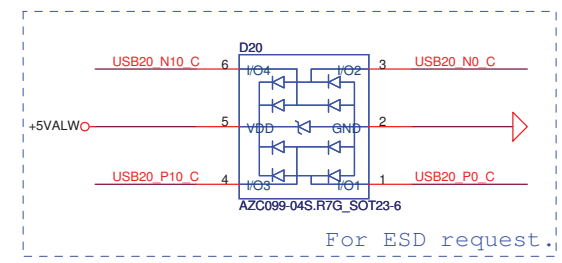 D20
USB20_N10_C 6 I/O4 I/O2 3 USB20_N0_C
+5VALW 5 VDD GND 2
USB20_P10_C 4 I/O3 I/O1 1 USB20_P0_C
AZC099-04S.R7G_SOT23-6
For ESD request.